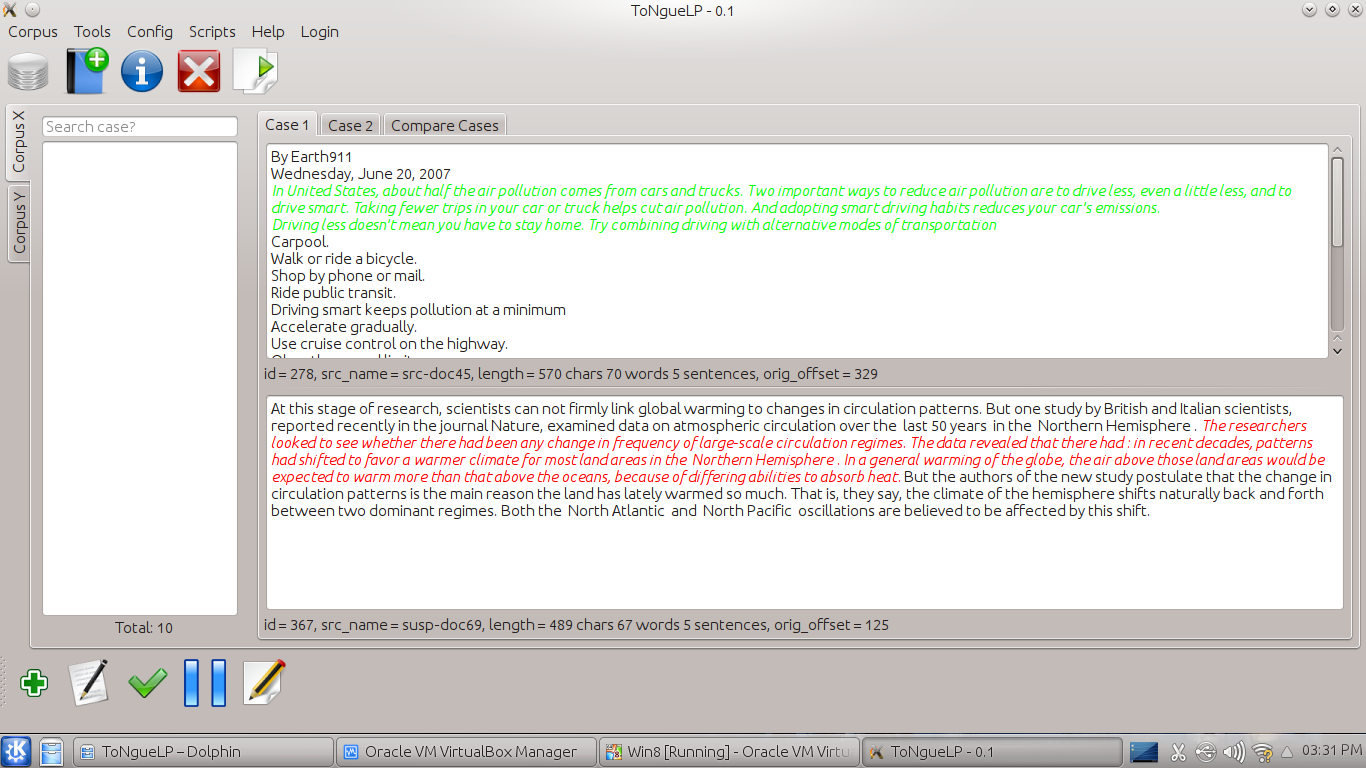 ToNgueLP - 0.1
Corpus Tools Config Scripts Help Login
Corpus X
Corpus Y
Search case?
Total: 10
Case 1 Case 2 Compare Cases
By Earth911
Wednesday, June 20, 2007
In United States, about half the air pollution comes from cars and trucks. Two important ways to reduce air pollution are to drive less, even a little less, and to
drive smart. Taking fewer trips in your car or truck helps cut air pollution. And adopting smart driving habits reduces your car's emissions.
Driving less doesn't mean you have to stay home. Try combining driving with alternative modes of transportation
Carpool.
Walk or ride a bicycle.
Shop by phone or mail.
Ride public transit.
Driving smart keeps pollution at a minimum
Accelerate gradually.
Use cruise control on the highway.
id = 278, src_name = src-doc45, length = 570 chars 70 words 5 sentences, orig_offset = 329
At this stage of research, scientists can not firmly link global warming to changes in circulation patterns. But one study by British and Italian scientists,
reported recently in the journal Nature, examined data on atmospheric circulation over the last 50 years in the Northern Hemisphere . The researchers
looked to see whether there had been any change in frequency of large-scale circulation regimes. The data revealed that there had : in recent decades, patterns
had shifted to favor a warmer climate for most land areas in the Northern Hemisphere . In a general warming of the globe, the air above those land areas would be
expected to warm more than that above the oceans, because of differing abilities to absorb heat. But the authors of the new study postulate that the change in
circulation patterns is the main reason the land has lately warmed so much. That is, they say, the climate of the hemisphere shifts naturally back and forth
between two dominant regimes. Both the North Atlantic and North Pacific oscillations are believed to be affected by this shift.
id = 367, src_name = susp-doc69, length = 489 chars 67 words 5 sentences, orig_offset = 125
ToNgueLP – Dolphin Oracle VM VirtualBox Manager Win8 [Running] - Oracle VM Virtu ToNgueLP - 0.1 03:31 PM